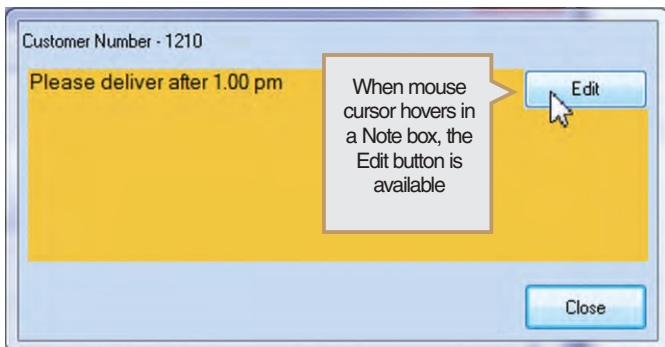 Customer Number - 1210
Please deliver after 1.00 pm
When mouse
cursor hovers in
a Note box, the
Edit button is
available
Edit
Close